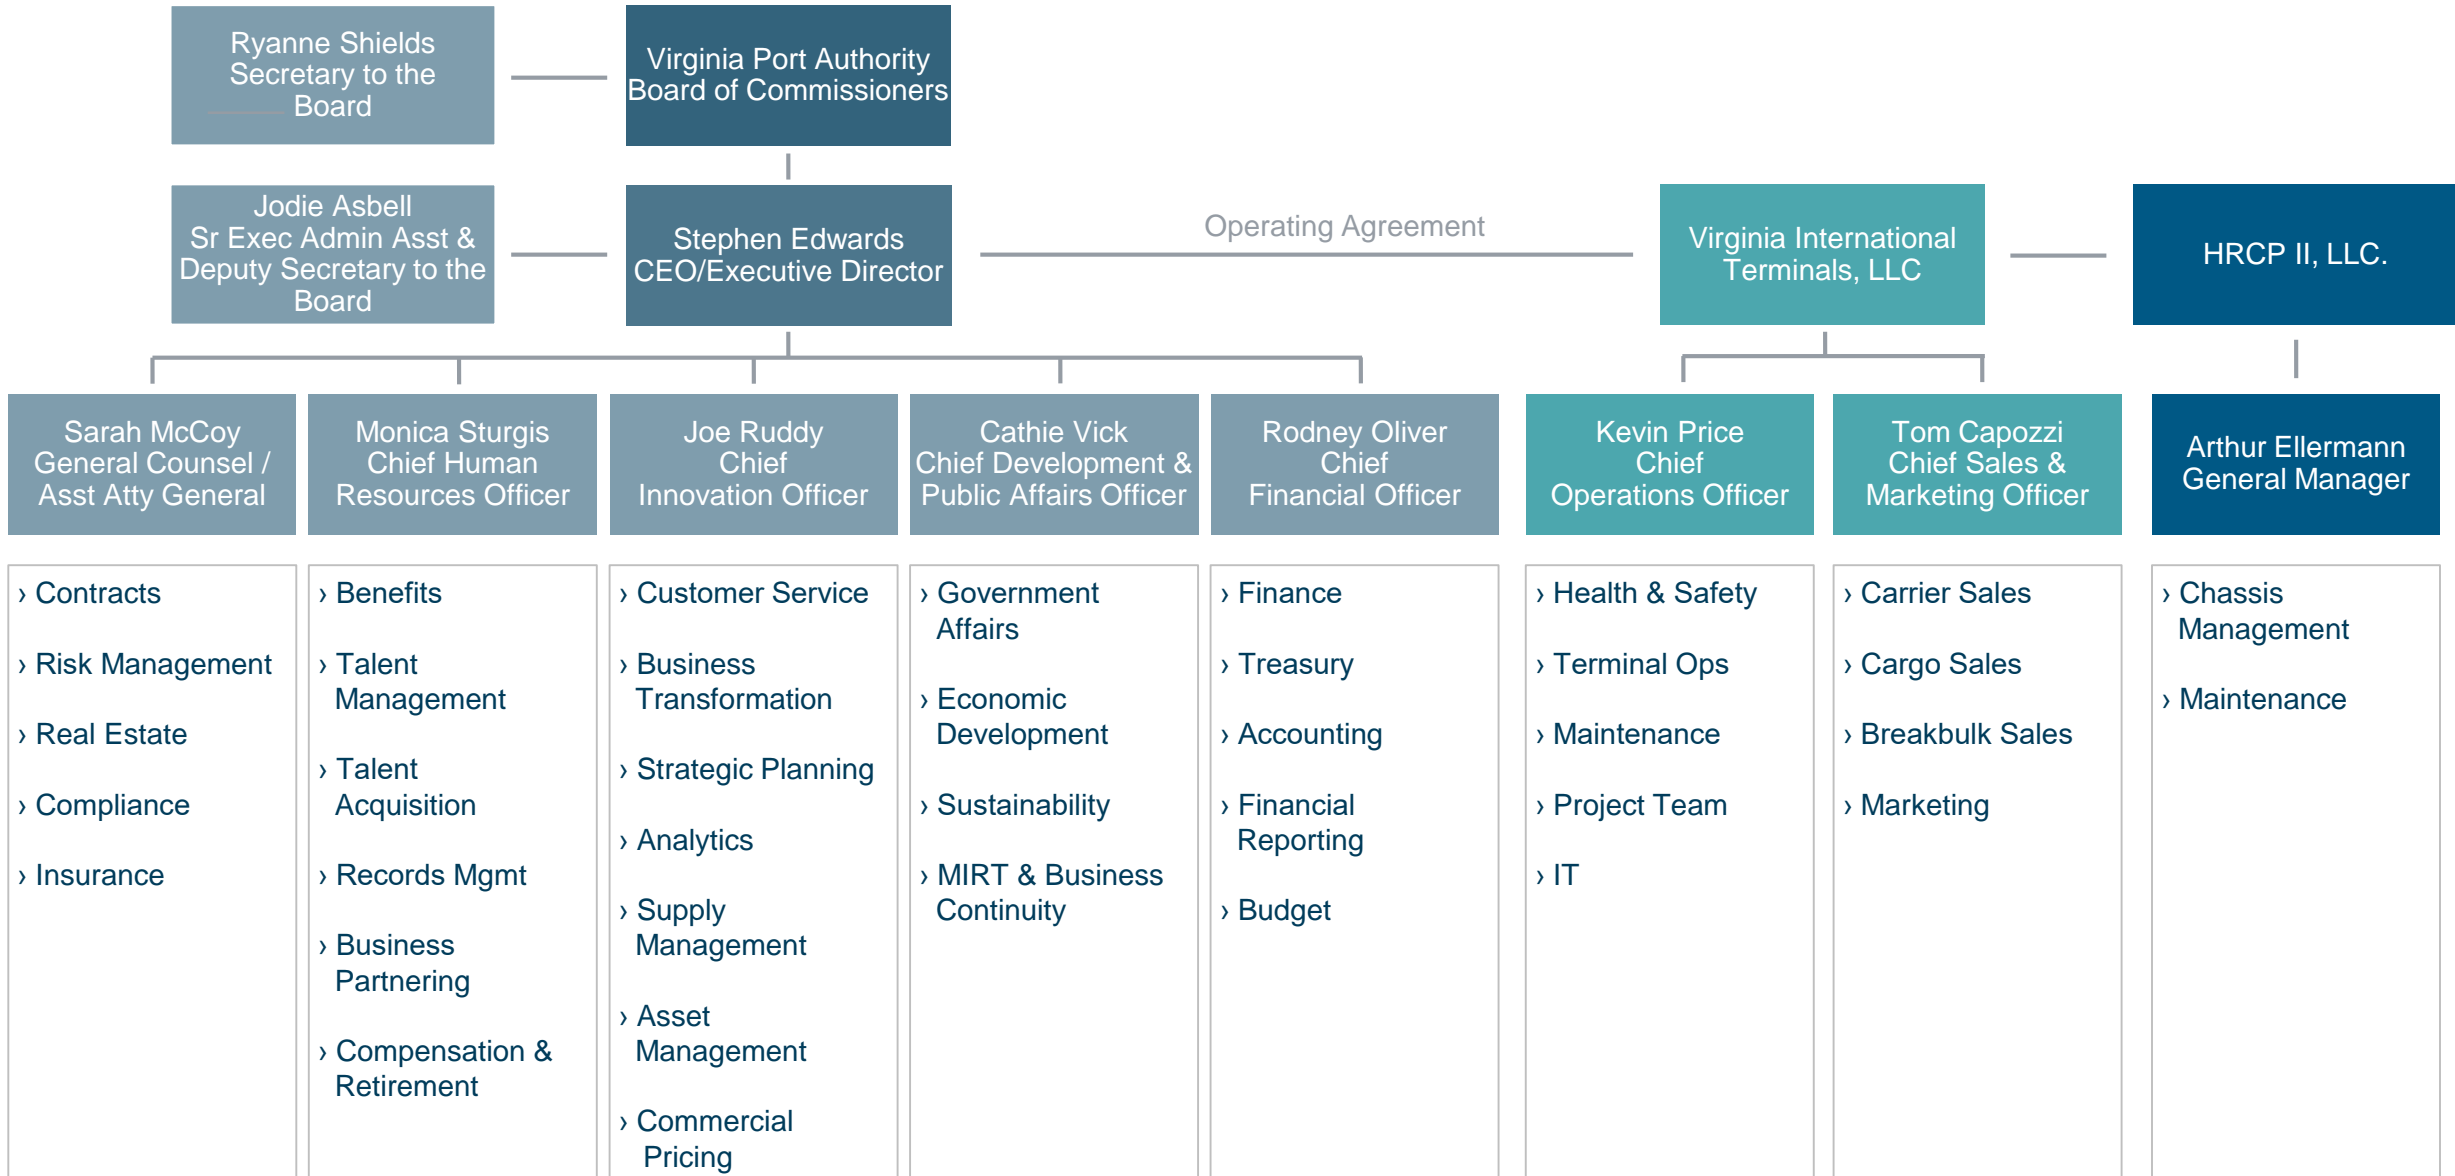 Ryanne Shields
Secretary to the
Board
Virginia Port Authority
Board of Commissioners
Jodie Asbell
Sr Exec Admin Asst &
Deputy Secretary to the
Board
Stephen Edwards
CEO/Executive Director
Operating Agreement
Virginia International
Terminals, LLC
HRCP II, LLC.
Sarah McCoy
General Counsel /
Asst Atty General
Monica Sturgis
Chief Human
Resources Officer
Joe Ruddy
Chief
Innovation Officer
Cathie Vick
Chief Development &
Public Affairs Officer
Rodney Oliver
Chief
Financial Officer
Kevin Price
Chief
Operations Officer
Tom Capozzi
Chief Sales &
Marketing Officer
Arthur Ellermann
General Manager
› Contracts
› Risk Management
› Real Estate
› Compliance
› Insurance
› Benefits
› Talent
Management
› Talent
Acquisition
› Records Mgmt
› Business
Partnering
› Compensation &
Retirement
› Customer Service
› Business
Transformation
› Strategic Planning
› Analytics
› Supply
Management
› Asset
Management
› Commercial
Pricing
› Government
Affairs
› Economic
Development
› Sustainability
› MIRT & Business
Continuity
› Finance
› Treasury
› Accounting
› Financial
Reporting
› Budget
› Health & Safety
› Terminal Ops
› Maintenance
› Project Team
› IT
› Carrier Sales
› Cargo Sales
› Breakbulk Sales
› Marketing
› Chassis
Management
› Maintenance